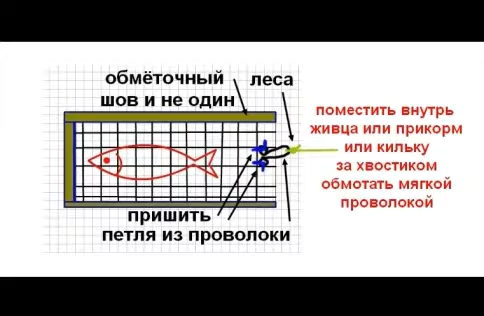 обмёточный
шов и не один
леса
поместить внутрь
живца или прикорм
или кильку
за хвостиком
обмотать мягкой
проволокой
пришить
петля из проволоки